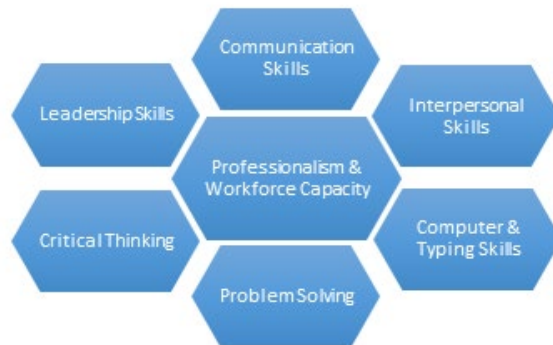 Communication
Skills
Leadership Skills
Interpersonal
Skills
Professionalism &
Workforce Capacity
Critical Thinking
Computer &
Typing Skills
Problem Solving